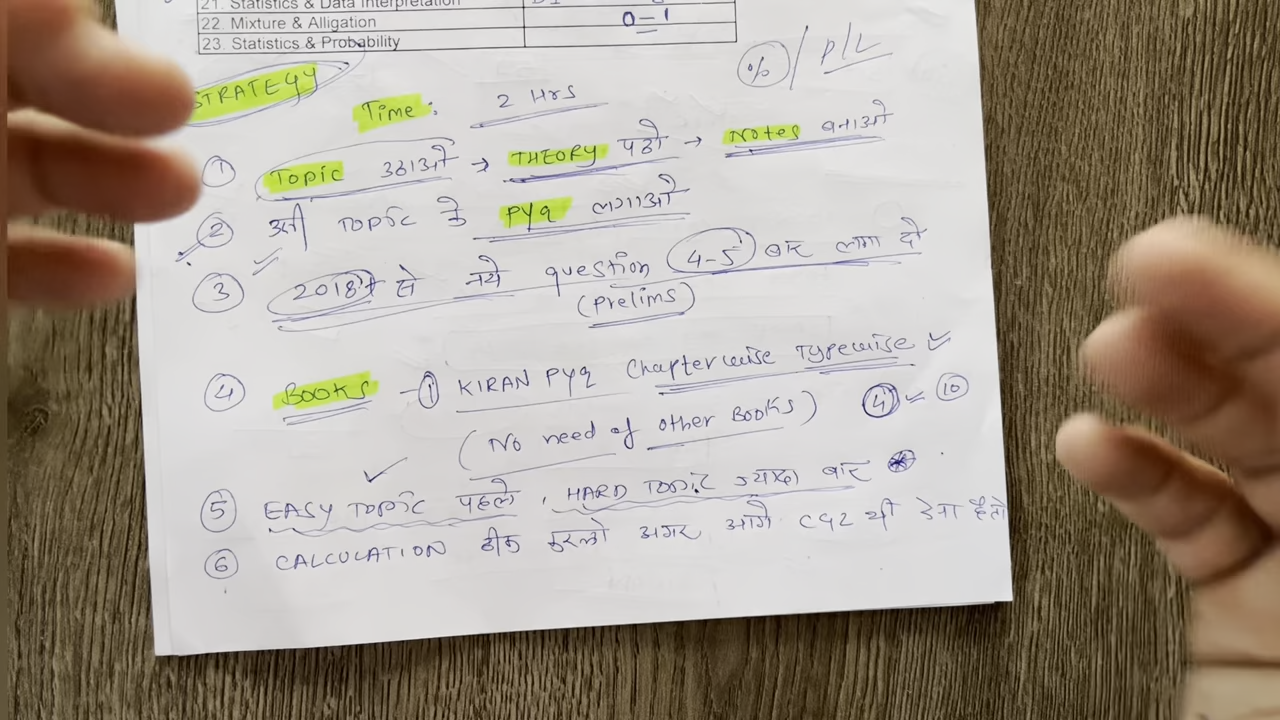 21. Statistics & Data Interpretation
22. Mixture & Alligation 0-1
23. Statistics & Probability
% / P/L
STRATEGY
Time: 2 Hrs
① Topic उठाओ → THEORY पढो → Notes बनाओ
② उसी TOPIC के PYQ लगाओ
③ 2018 से नये question 4-5 बार लगा दो
(Prelims)
④ BOOKS - ① KIRAN PYQ Chapterwise Typewise ✓
(No need of other BOOKS) 4 10
⑤ EASY TOPIC पहले, HARD TOPIC ज्यादा बार
⑥ CALCULATION ठीक करलो अगर आगे CGL भी देना है तो